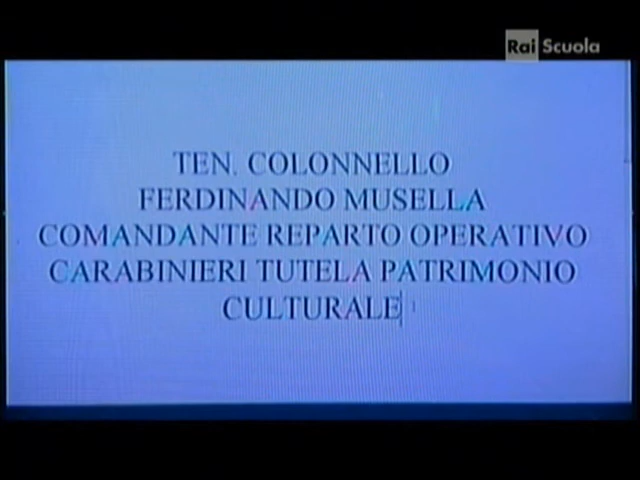 Rai Scuola
TEN. COLONNELLO
FERDINANDO MUSELLA
COMANDANTE REPARTO OPERATIVO
CARABINIERI TUTELA PATRIMONIO
CULTURALE